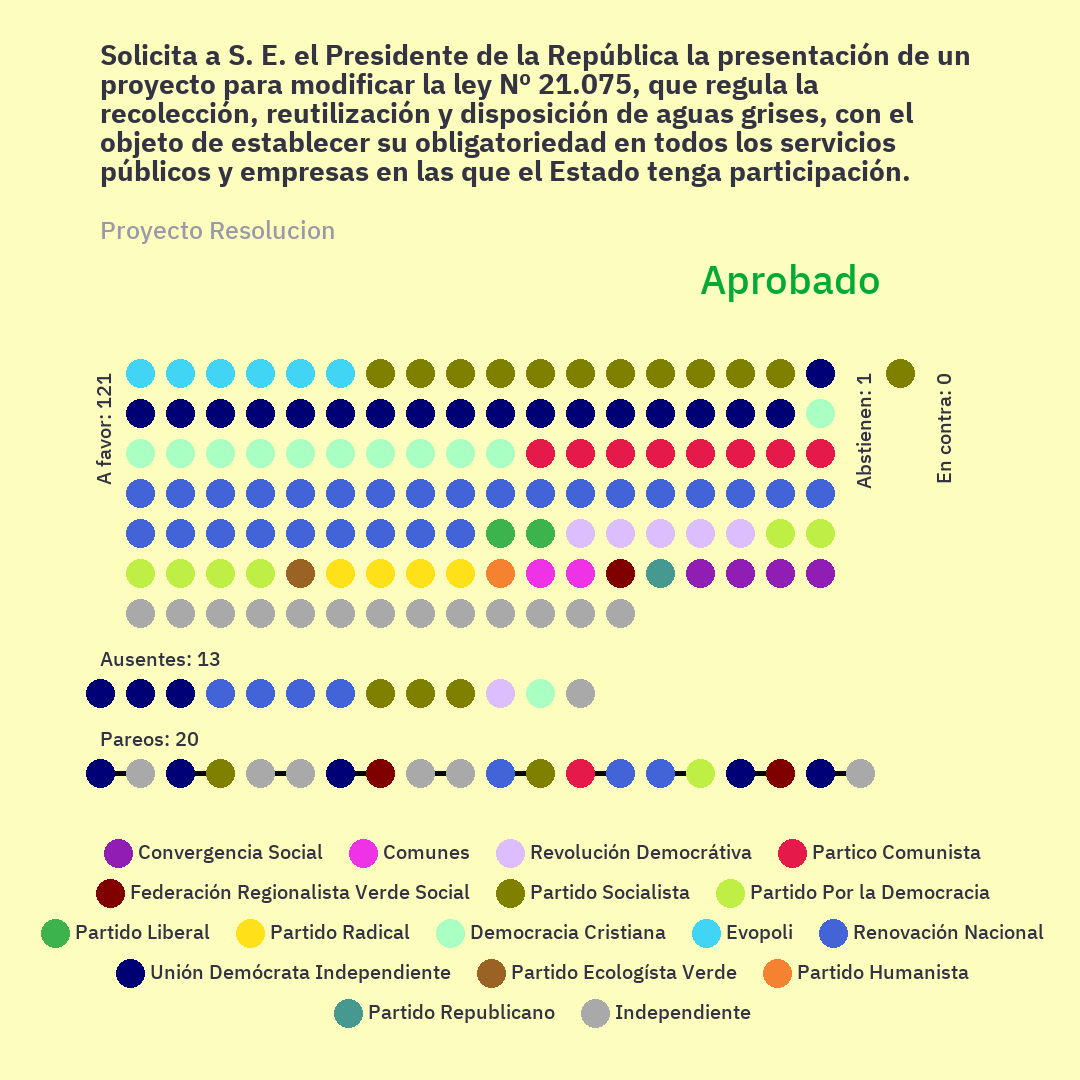 Solicita a S. E. el Presidente de la República la presentación de un
proyecto para modificar la ley Nº 21.075, que regula la
recolección, reutilización y disposición de aguas grises, con el
objeto de establecer su obligatoriedad en todos los servicios
públicos y empresas en las que el Estado tenga participación.
Proyecto Resolucion
Aprobado
A favor: 121
Abstienen: 1
En contra: 0
Ausentes: 13
Pareos: 20
Convergencia Social
Comunes
Revolución Democrátiva
Partico Comunista
Federación Regionalista Verde Social
Partido Socialista
Partido Por la Democracia
Partido Liberal
Partido Radical
Democracia Cristiana
Evopoli
Renovación Nacional
Unión Demócrata Independiente
Partido Ecologísta Verde
Partido Humanista
Partido Republicano
Independiente